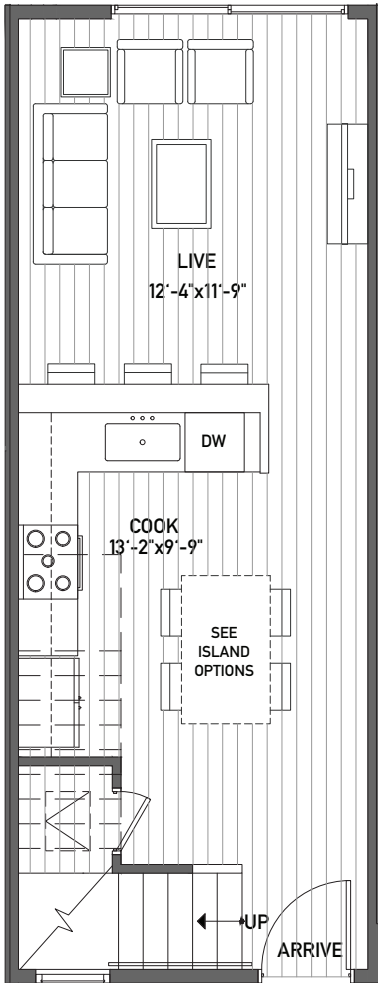 LIVE
12'-4"x11'-9"
DW
COOK
13'-2"x9'-9"
SEE
ISLAND
OPTIONS
UP
ARRIVE